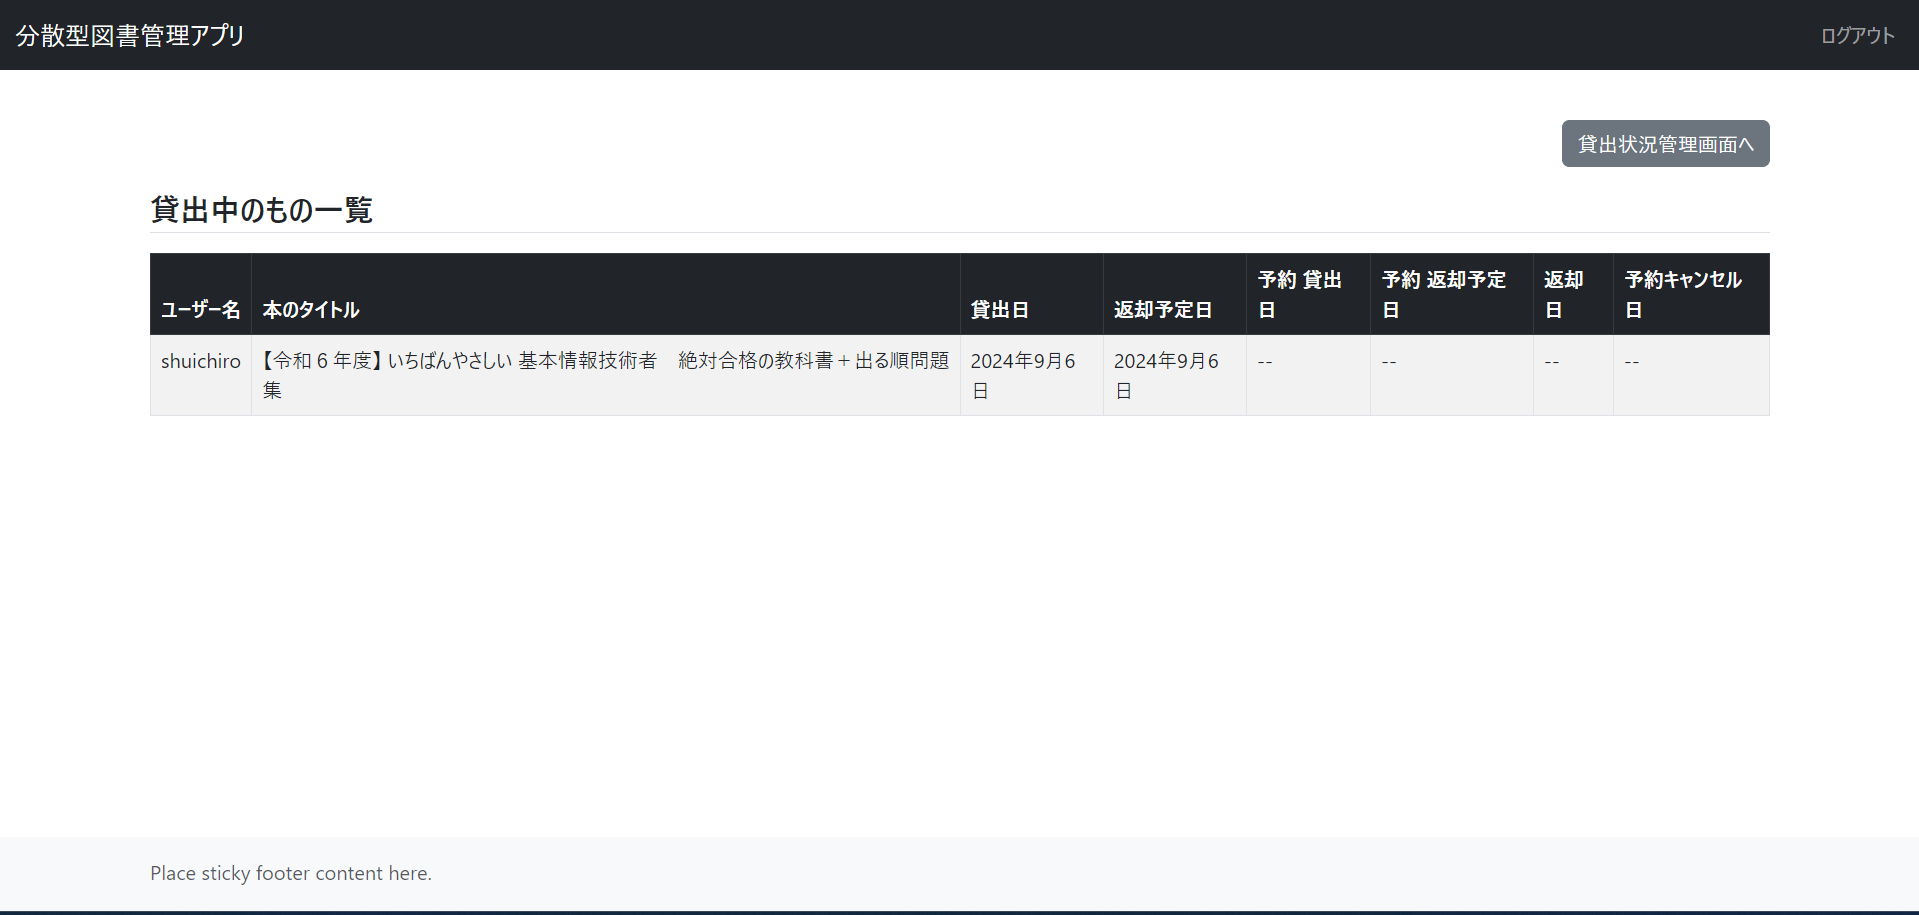 分散型図書管理アプリ
ログアウト
貸出状況管理画面へ
貸出中のもの一覧
ユーザー名
本のタイトル
貸出日
返却予定日
予約 貸出
日
予約 返却予定
日
返却
日
予約キャンセル
日
shuichiro
【令和６年度】いちばんやさしい 基本情報技術者　絶対合格の教科書＋出る順問題
集
2024年9月6
日
2024年9月6
日
--
--
--
--
Place sticky footer content here.